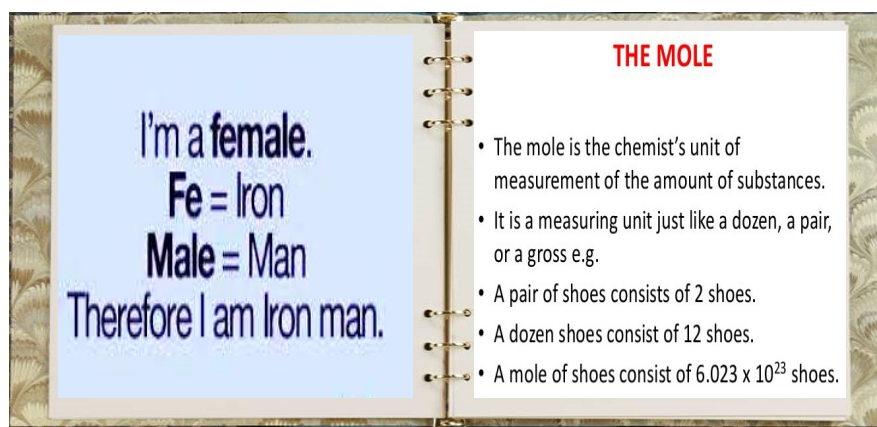 I'm a female.
Fe = Iron
Male = Man
Therefore I am Iron man.
THE MOLE
• The mole is the chemist's unit of
measurement of the amount of substances.
• It is a measuring unit just like a dozen, a pair,
or a gross e.g.
• A pair of shoes consists of 2 shoes.
• A dozen shoes consist of 12 shoes.
• A mole of shoes consist of 6.023 x 10²³ shoes.